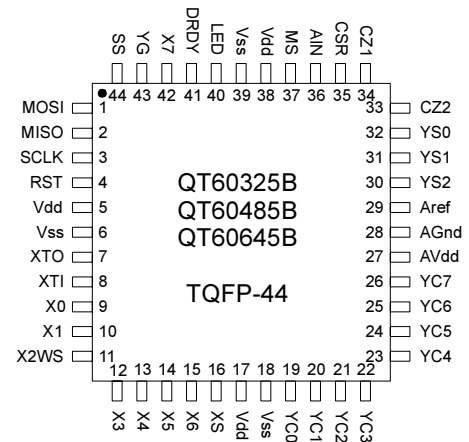 SS YG X7 DRDY LED Vss Vdd MS AIN CSR CZ1
44 43 42 41 40 39 38 37 36 35 34
MOSI 1
MISO 2
SCLK 3
RST 4
Vdd 5
Vss 6
XTO 7
XTI 8
X0 9
X1 10
X2WS 11
QT60325B
QT60485B
QT60645B
TQFP-44
33 CZ2
32 YS0
31 YS1
30 YS2
29 Aref
28 AGnd
27 AVdd
26 YC7
25 YC6
24 YC5
23 YC4
12 13 14 15 16 17 18 19 20 21 22
X3 X4 X5 X6 XS Vdd Vss YC0 YC1 YC2 YC3